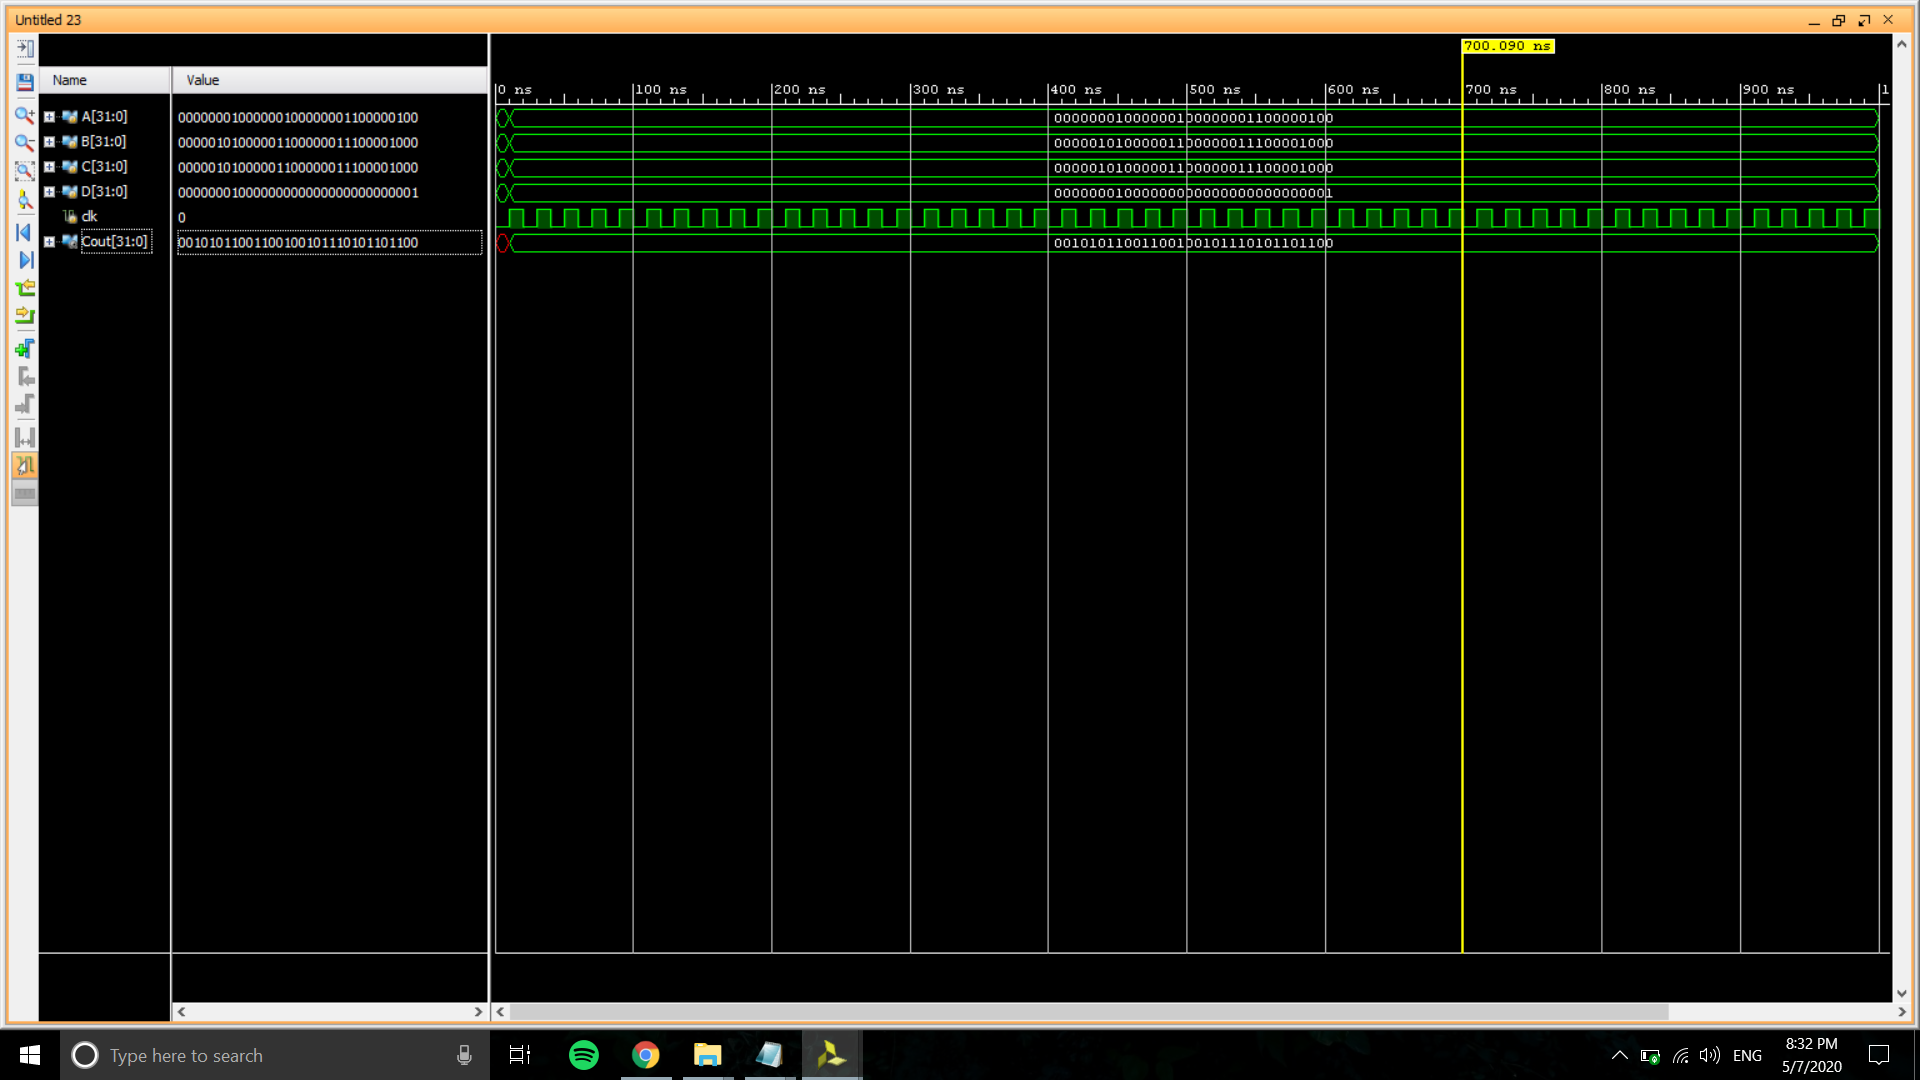 Untitled 23
700.090 ns
Name Value
0 ns 100 ns 200 ns 300 ns 400 ns 500 ns 600 ns 700 ns 800 ns 900 ns 1
A[31:0] 00000001000000100000001100000100 00000001000000100000001100000100
B[31:0] 00000101000001100000011100001000 00000101000001100000011100001000
C[31:0] 00000101000001100000011100001000 00000101000001100000011100001000
D[31:0] 00000001000000000000000000000001 00000001000000000000000000000001
clk 0
Cout[31:0] 00101011001100100101110101101100 00101011001100100101110101101100
Type here to search
ENG
8:32 PM
5/7/2020